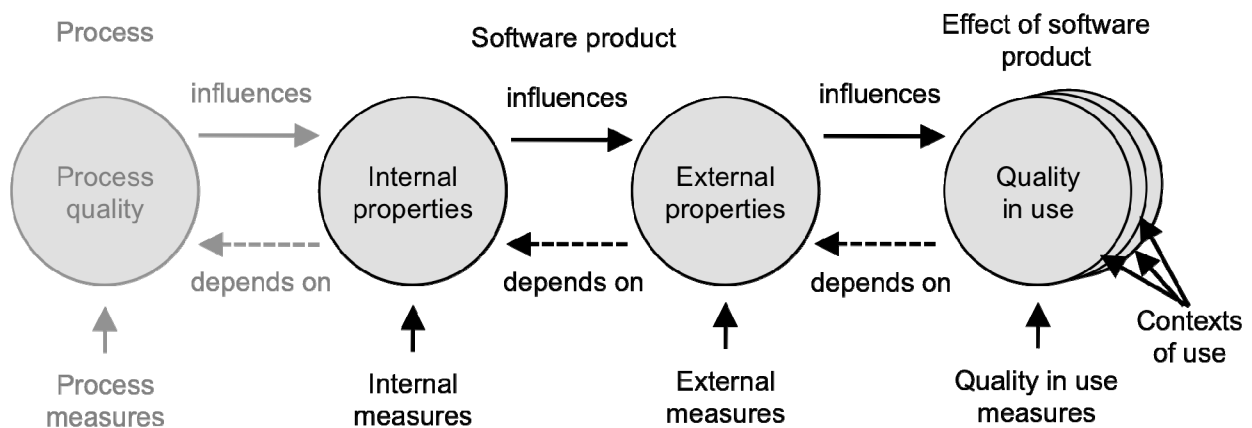 Process
Software product
Effect of software
product
influences
influences
influences
Process
quality
Internal
properties
External
properties
Quality
in use
depends on
depends on
depends on
Contexts
of use
Process
measures
Internal
measures
External
measures
Quality in use
measures